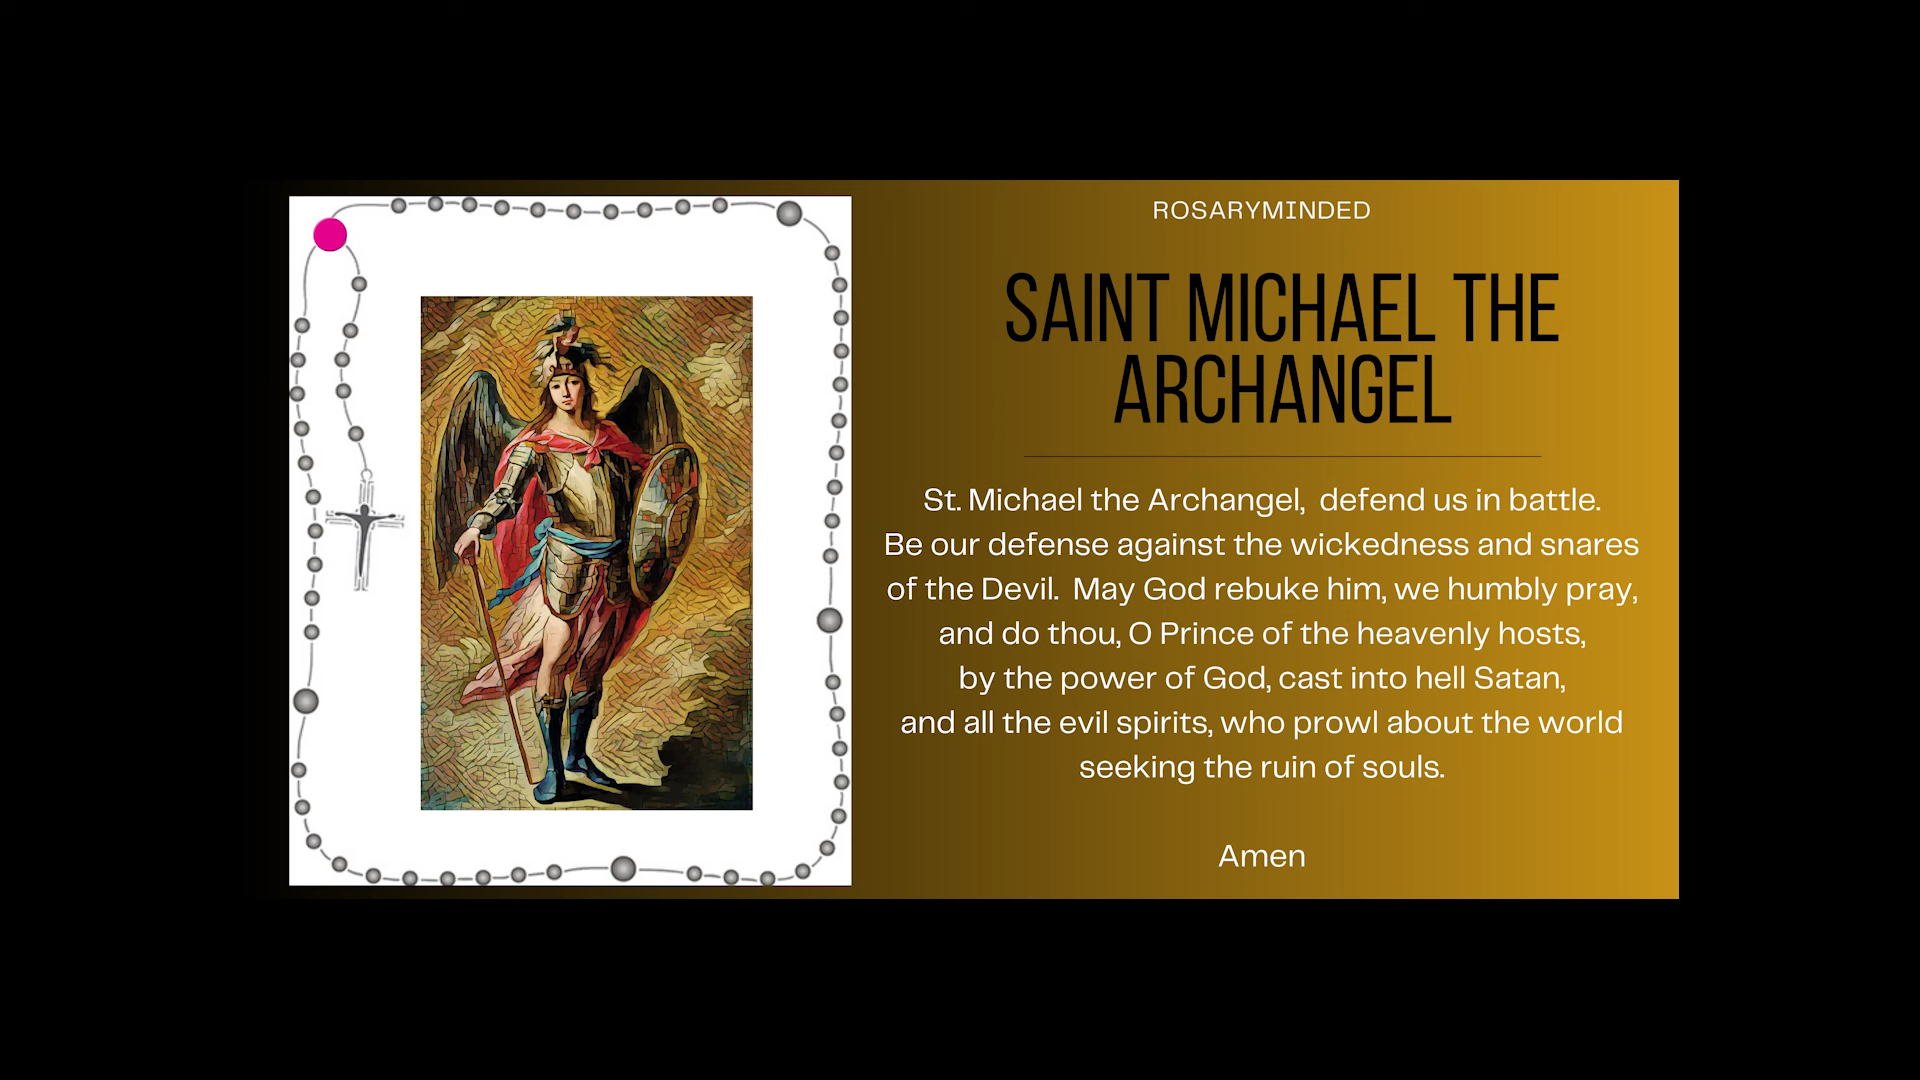 ROSARYMINDED
SAINT MICHAEL THE
ARCHANGEL
St. Michael the Archangel,  defend us in battle.
Be our defense against the wickedness and snares
of the Devil.  May God rebuke him, we humbly pray,
and do thou, O Prince of the heavenly hosts,
by the power of God, cast into hell Satan,
and all the evil spirits, who prowl about the world
seeking the ruin of souls.
Amen